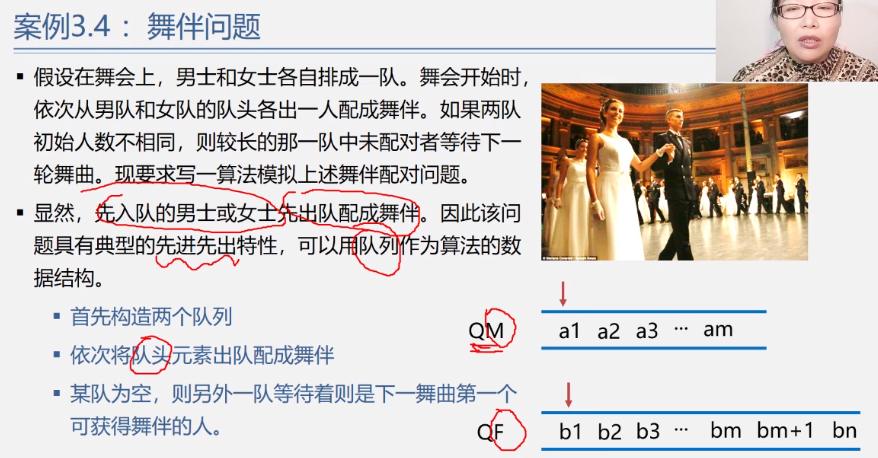 案例3.4：舞伴问题
▪ 假设在舞会上，男士和女士各自排成一队。舞会开始时，
依次从男队和女队的队头各出一人配成舞伴。如果两队
初始人数不相同，则较长的那一队中未配对者等待下一
轮舞曲。现要求写一算法模拟上述舞伴配对问题。
▪ 显然，先入队的男士或女士先出队配成舞伴。因此该问
题具有典型的先进先出特性，可以用队列作为算法的数
据结构。
▪ 首先构造两个队列
▪ 依次将队头元素出队配成舞伴
▪ 某队为空，则另外一队等待着则是下一舞曲第一个
可获得舞伴的人。
QM a1 a2 a3 ··· am
QF b1 b2 b3 ··· bm bm+1 bn